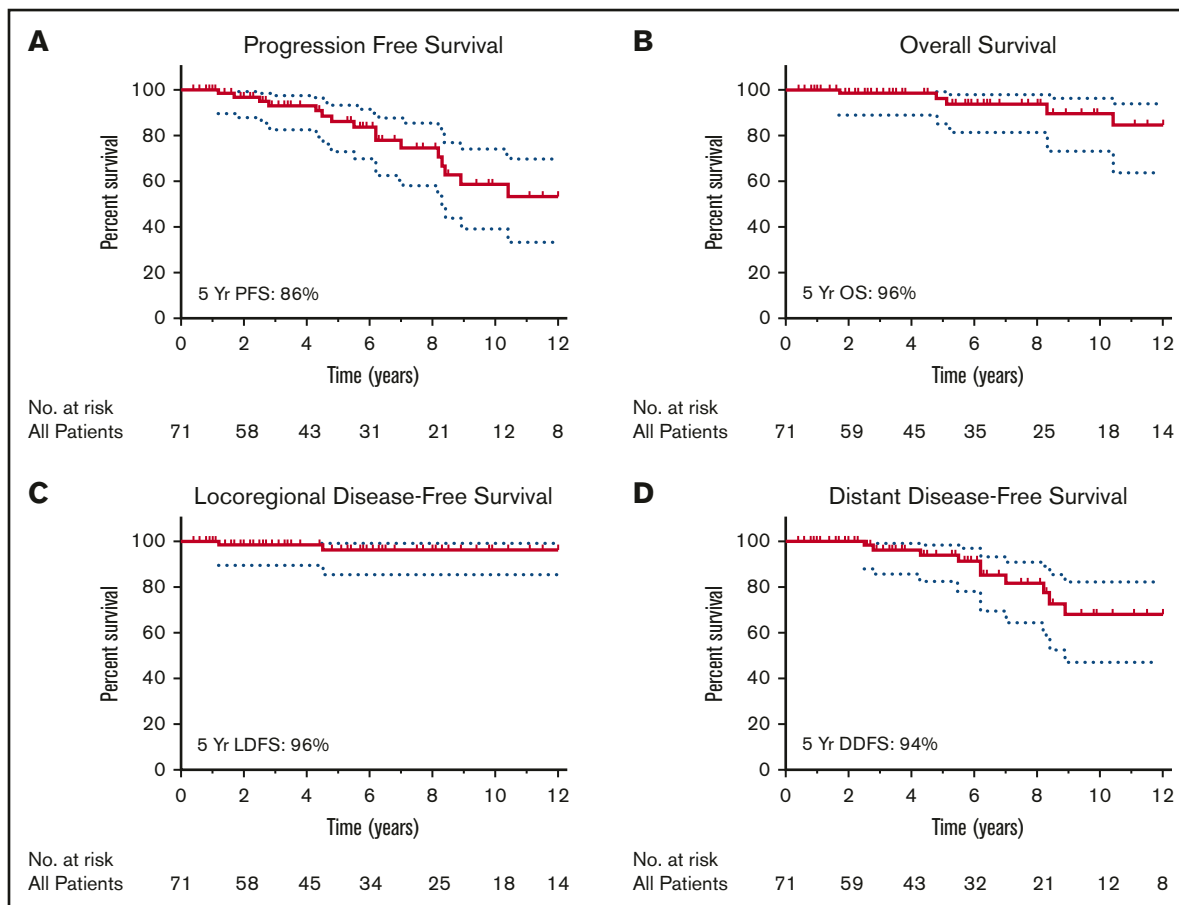 A
Progression Free Survival
100
80
60
40
20
0
Percent survival
5 Yr PFS: 86%
0 2 4 6 8 10 12
Time (years)
No. at risk
All Patients 71 58 43 31 21 12 8
B
Overall Survival
100
80
60
40
20
0
Percent survival
5 Yr OS: 96%
0 2 4 6 8 10 12
Time (years)
No. at risk
All Patients 71 59 45 35 25 18 14
C
Locoregional Disease-Free Survival
100
80
60
40
20
0
Percent survival
5 Yr LDFS: 96%
0 2 4 6 8 10 12
Time (years)
No. at risk
All Patients 71 58 45 34 25 18 14
D
Distant Disease-Free Survival
100
80
60
40
20
0
Percent survival
5 Yr DDFS: 94%
0 2 4 6 8 10 12
Time (years)
No. at risk
All Patients 71 59 43 32 21 12 8